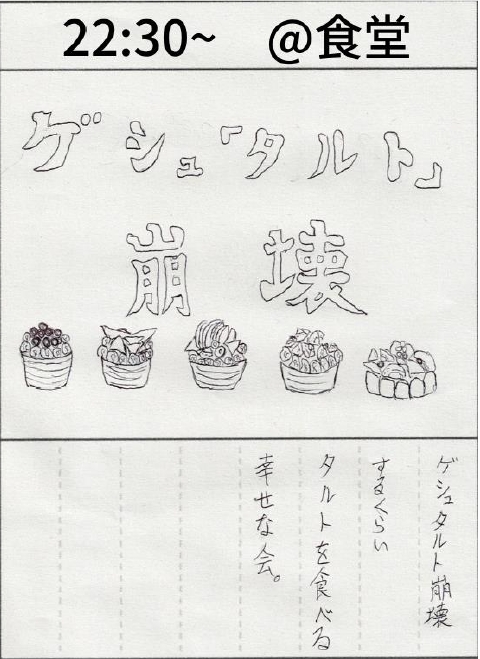 22:30~ @食堂
ゲシュ「タルト」
崩壊
ゲシュタルト崩壊
するくらい
タルトを食べる
幸せな会。